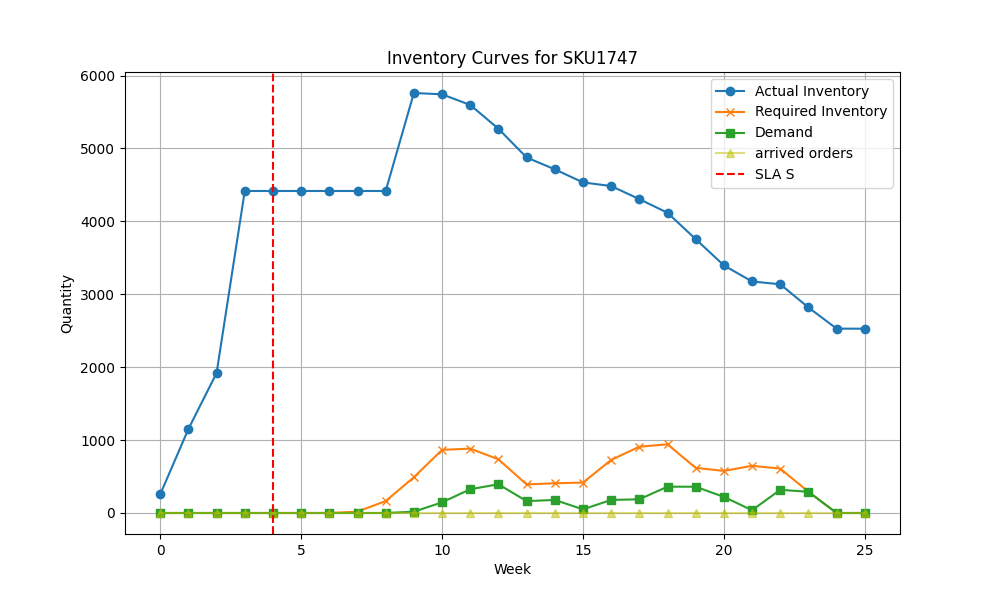 Inventory Curves for SKU1747
6000
5000
4000
3000
2000
1000
0
Quantity
0 5 10 15 20 25
Week
Actual Inventory
Required Inventory
Demand
arrived orders
SLA S